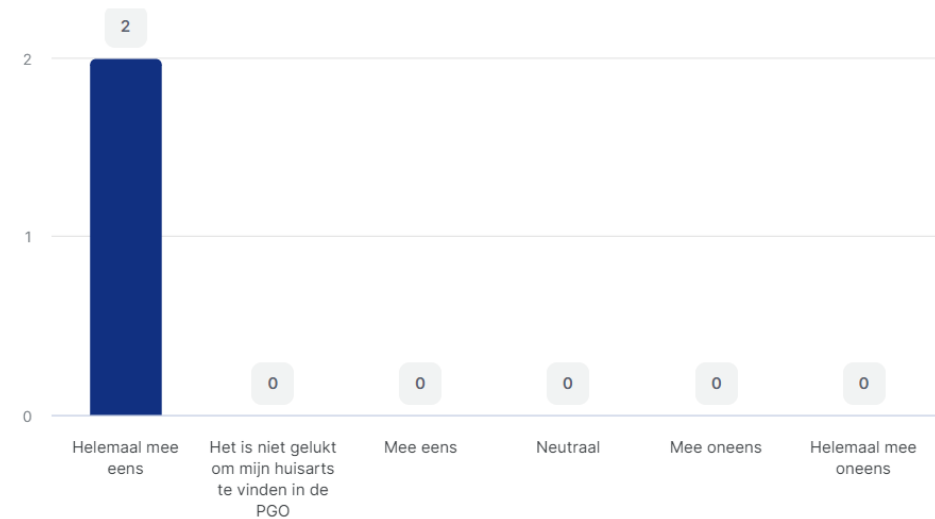 2
2
1
0
0
0
0
0
0
Helemaal mee
eens
Het is niet gelukt
om mijn huisarts
te vinden in de
PGO
Mee eens
Neutraal
Mee oneens
Helemaal mee
oneens